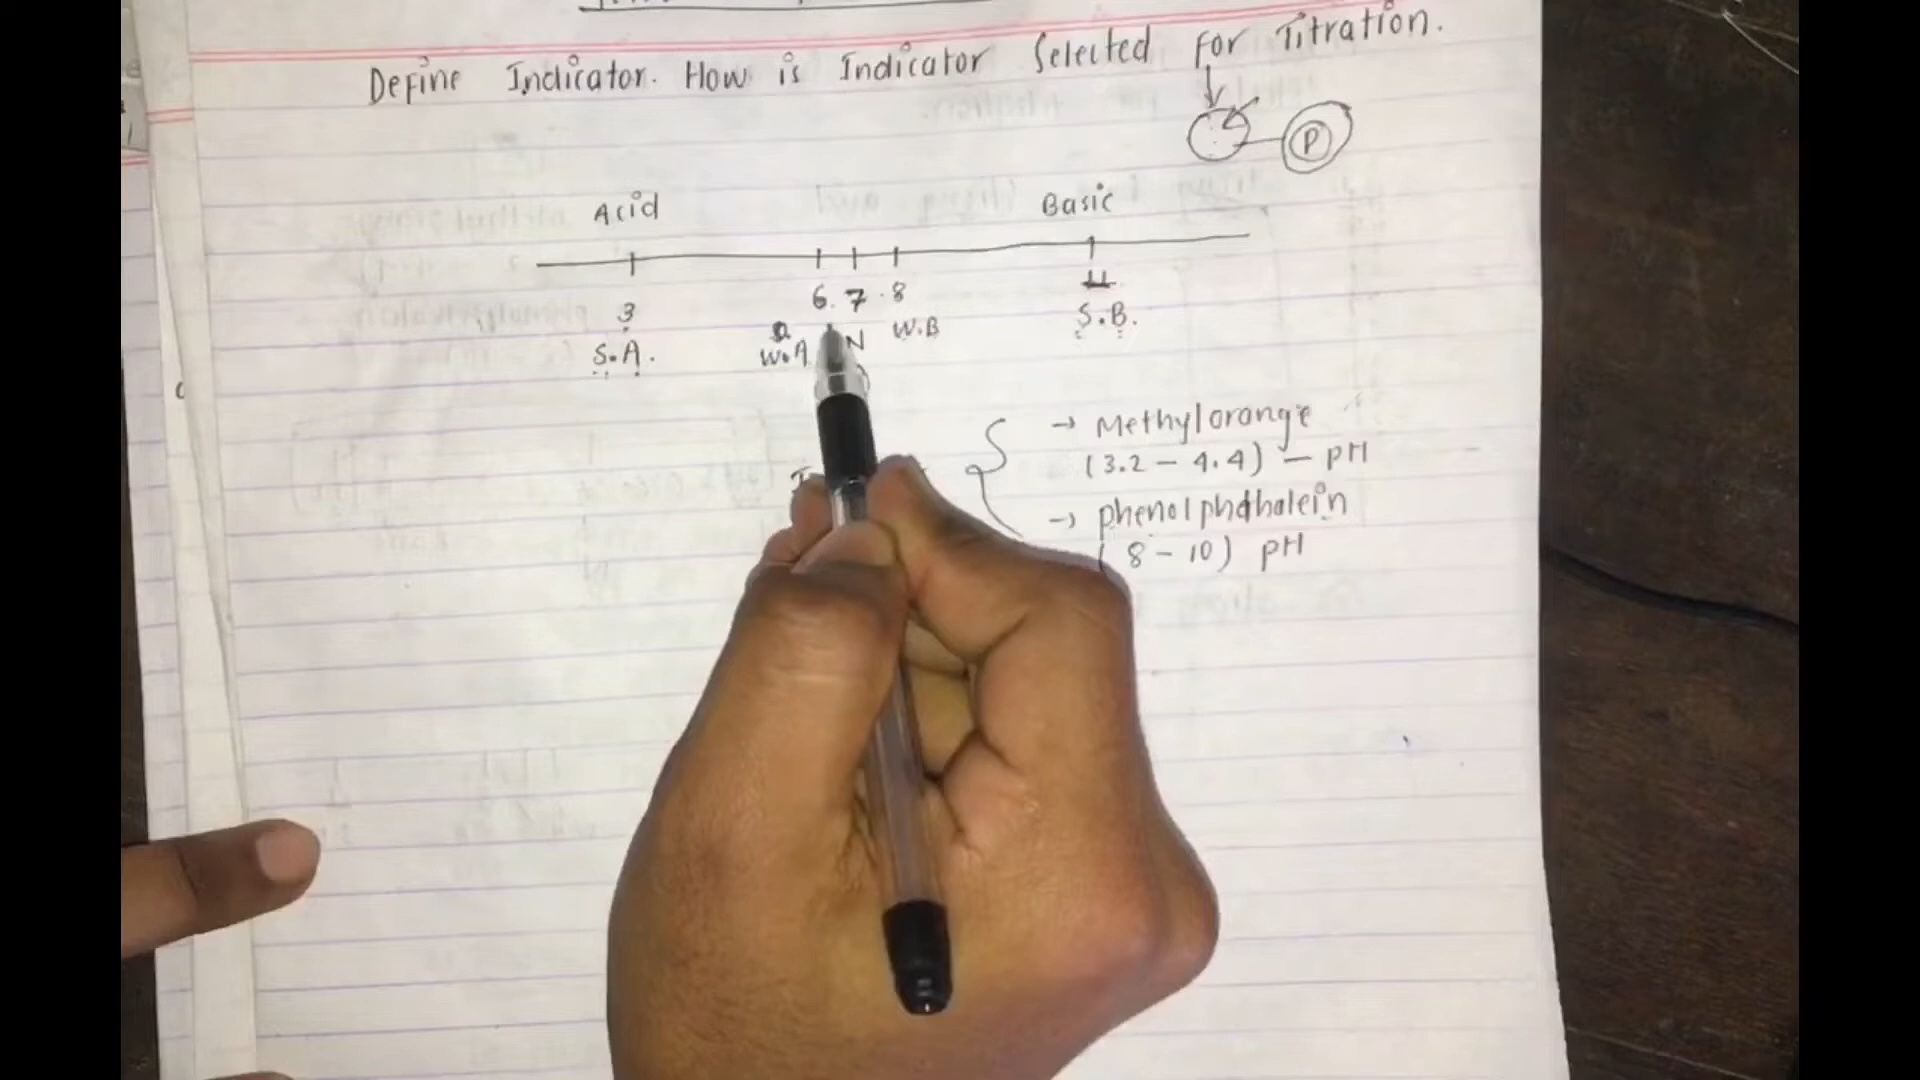 Define Indicator. How is Indicator Selected for Titration.
P
Acid
Basic
3
6. 7 .8
11
S.A.
W.A
N
W.B
S.B.
→ Methylorange
(3.2 - 4.4) - pH
→ phenolphthalein
(8 - 10) pH